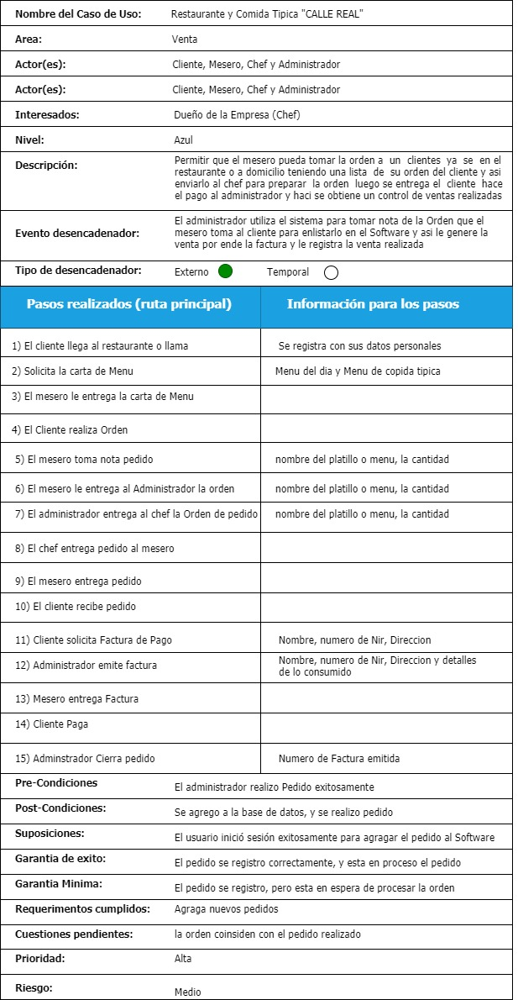 Nombre del Caso de Uso: Restaurante y Comida Tipica "CALLE REAL"
Area: Venta
Actor(es): Cliente, Mesero, Chef y Administrador
Actor(es): Cliente, Mesero, Chef y Administrador
Interesados: Dueño de la Empresa (Chef)
Nivel: Azul
Descripción: Permitir que el mesero pueda tomar la orden a un clientes ya se en el
restaurante o a domicilio teniendo una lista de su orden del cliente y asi
enviarlo al chef para preparar la orden luego se entrega el cliente hace
el pago al administrador y haci se obtiene un control de ventas realizadas
Evento desencadenador: El administrador utiliza el sistema para tomar nota de la Orden que el
mesero toma al cliente para enlistarlo en el Software y asi le genere la
venta por ende la factura y le registra la venta realizada
Tipo de desencadenador: Externo Temporal
Pasos realizados (ruta principal) Información para los pasos
1) El cliente llega al restaurante o llama Se registra con sus datos personales
2) Solicita la carta de Menu Menu del dia y Menu de copida tipica
3) El mesero le entrega la carta de Menu
4) El Cliente realiza Orden
5) El mesero toma nota pedido nombre del platillo o menu, la cantidad
6) El mesero le entrega al Administrador la orden nombre del platillo o menu, la cantidad
7) El administrador entrega al chef la Orden de pedido nombre del platillo o menu, la cantidad
8) El chef entrega pedido al mesero
9) El mesero entrega pedido
10) El cliente recibe pedido
11) Cliente solicita Factura de Pago Nombre, numero de Nir, Direccion
12) Administrador emite factura Nombre, numero de Nir, Direccion y detalles
de lo consumido
13) Mesero entrega Factura
14) Cliente Paga
15) Adminstrador Cierra pedido Numero de Factura emitida
Pre-Condiciones El administrador realizo Pedido exitosamente
Post-Condiciones: Se agrego a la base de datos, y se realizo pedido
Suposiciones: El usuario inició sesión exitosamente para agragar el pedido al Software
Garantia de exito: El pedido se registro correctamente, y esta en proceso el pedido
Garantia Minima: El pedido se registro, pero esta en espera de procesar la orden
Requerimentos cumplidos: Agraga nuevos pedidos
Cuestiones pendientes: la orden coinsiden con el pedido realizado
Prioridad: Alta
Riesgo: Medio